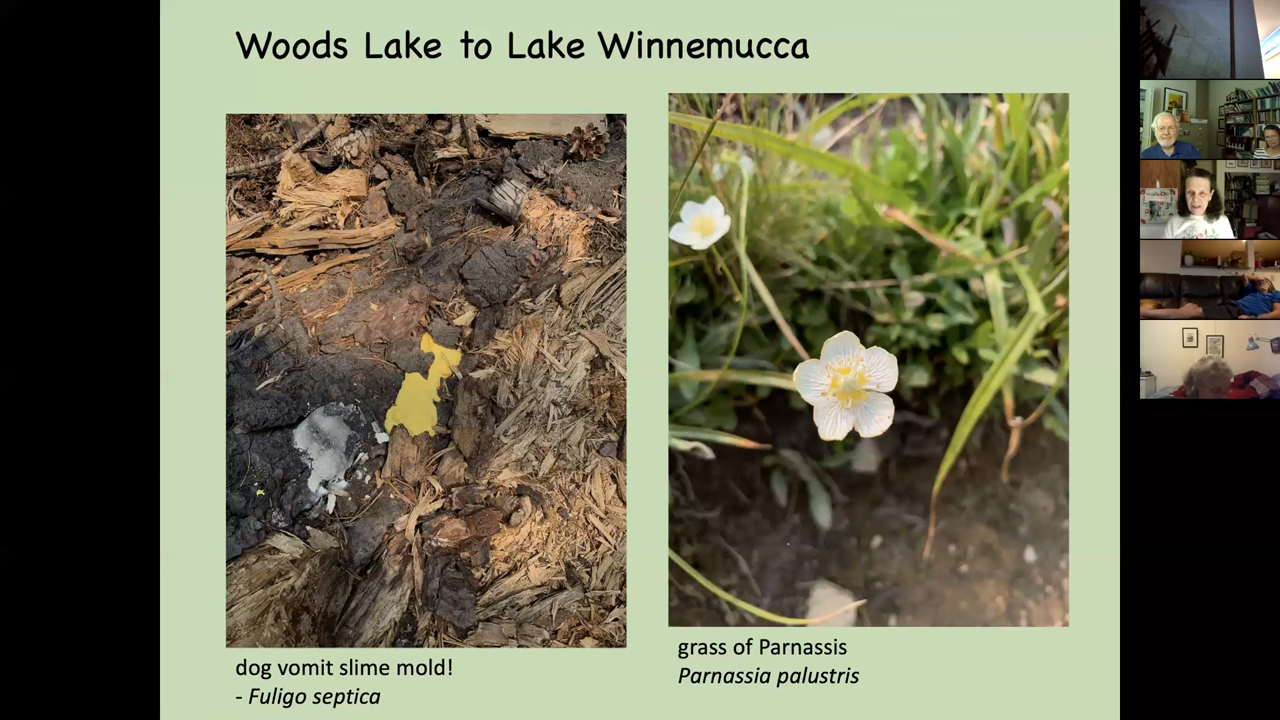 Woods Lake to Lake Winnemucca
dog vomit slime mold!
- Fuligo septica
grass of Parnassis
Parnassia palustris